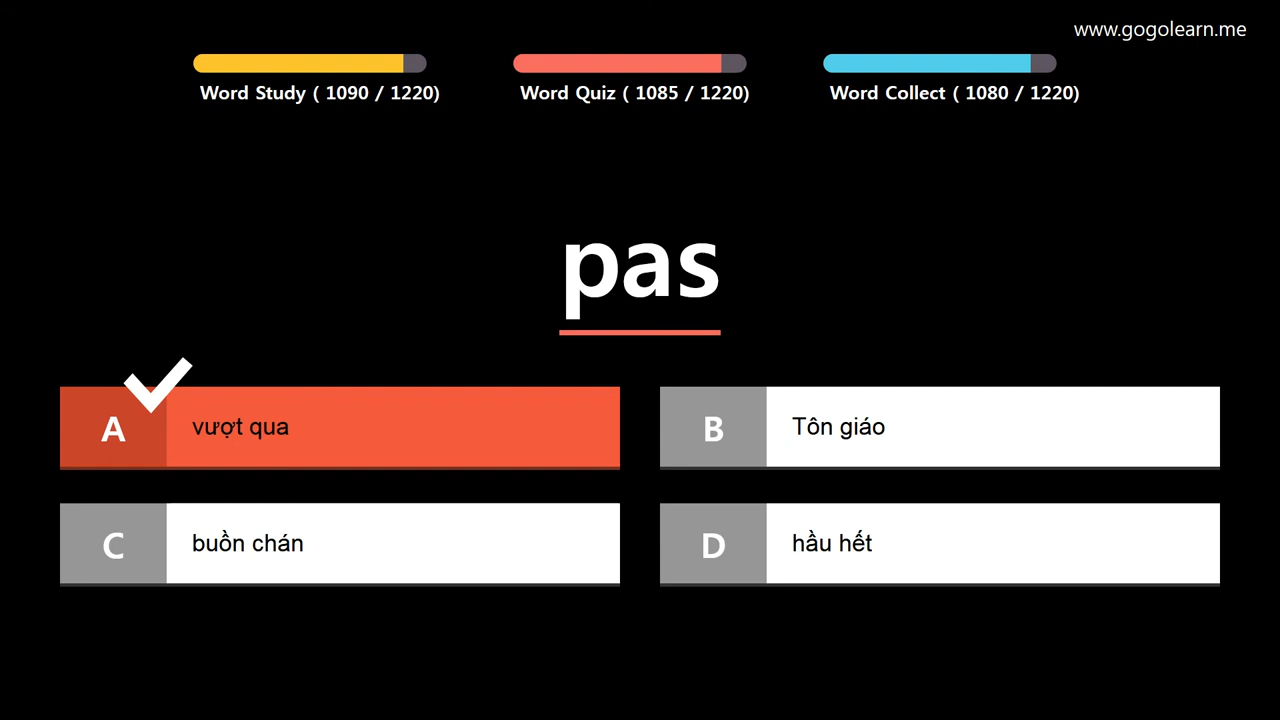 www.gogolearn.me
Word Study ( 1090 / 1220)
Word Quiz ( 1085 / 1220)
Word Collect ( 1080 / 1220)
pas
A vượt qua
B Tôn giáo
C buồn chán
D hầu hết